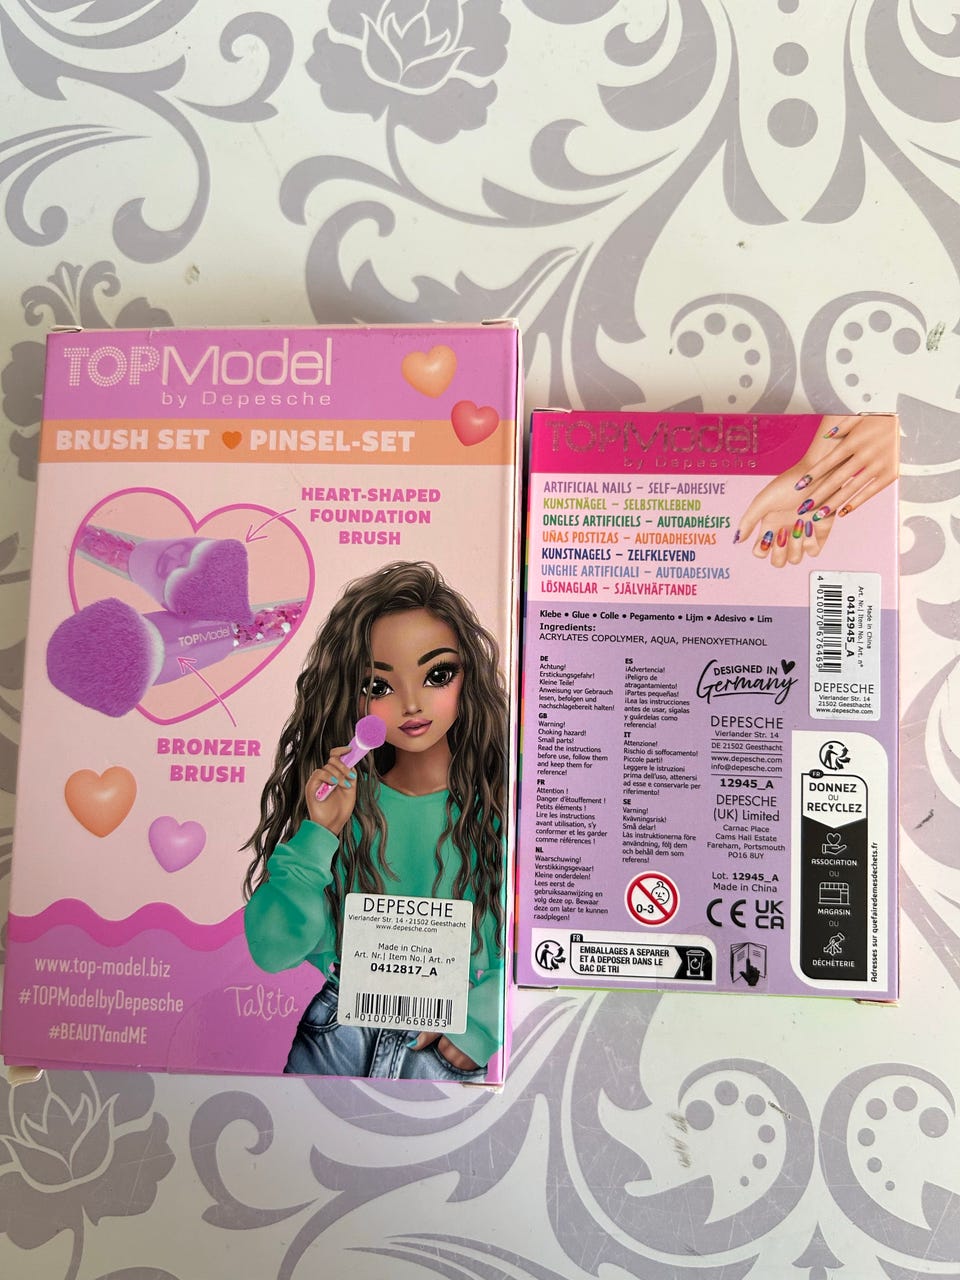 TOPModel
by Depesche
BRUSH SET PINSEL-SET
HEART-SHAPED
FOUNDATION
BRUSH
TOPModel
BRONZER
BRUSH
www.top-model.biz
#TOPModelbyDepesche
#BEAUTYandME
Talita
DEPESCHE
Vierlander Str. 14 · 21502 Geesthacht
www.depesche.com
Made in China
Art. Nr.| Item No.| Art. n°
0412817_A
4 010070 668853
TOPModel
by Depesche
ARTIFICIAL NAILS – SELF-ADHESIVE
KUNSTNÄGEL – SELBSTKLEBEND
ONGLES ARTIFICIELS – AUTOADHÉSIFS
UÑAS POSTIZAS – AUTOADHESIVAS
KUNSTNAGELS – ZELFKLEVEND
UNGHIE ARTIFICIALI – AUTOADESIVAS
LÖSNAGLAR – SJÄLVHÄFTANDE
Klebe • Glue • Colle • Pegamento • Lijm • Adesivo • Lim
Ingredients:
ACRYLATES COPOLYMER, AQUA, PHENOXYETHANOL
DE
Achtung!
Erstickungsgefahr!
Kleine Teile!
Anweisung vor Gebrauch
lesen, befolgen und
nachschlagebereit halten!
GB
Warning!
Choking hazard!
Small parts!
Read the instructions
before use, follow them
and keep them for
reference!
FR
Attention !
Danger d'étouffement !
Petits éléments !
Lire les instructions
avant utilisation, s'y
conformer et les garder
comme références !
NL
Waarschuwing!
Verstikkingsgevaar!
Kleine onderdelen!
Lees eerst de
gebruiksaanwijzing en
volg deze op. Bewaar
deze om later te kunnen
raadplegen!
ES
¡Advertencia!
¡Peligro de
atragantamiento!
¡Partes pequeñas!
¡Lea las instrucciones
antes de usar, sígalas
y guárdelas como
referencia!
IT
Attenzione!
Rischio di soffocamento!
Piccole parti!
Leggere le istruzioni
prima dell'uso, attenersi
ad esse e conservarle per
riferimento!
SE
Varning!
Kvävningsrisk!
Små delar!
Läs instruktionerna före
användning, följ dem
och behåll dem som
referens!
0-3
DESIGNED IN
Germany
DEPESCHE
Vierlander Str. 14
DE 21502 Geesthacht
www.depesche.com
info@depesche.com
12945_A
DEPESCHE
(UK) Limited
Carnac Place
Cams Hall Estate
Fareham, Portsmouth
PO16 8UY
Lot. 12945_A
Made in China
CE UK
CA
Made in China
Art. Nr.| Item No.| Art. n°
0412945_A
4 010070 676469
DEPESCHE
Vierlander Str. 14
21502 Geesthacht
www.depesche.com
FR
DONNEZ
OU
RECYCLEZ
ASSOCIATION
OU
MAGASIN
OU
DÉCHÈTERIE
Adresses sur quefairedemesdechets.fr
FR
EMBALLAGES A SEPARER
ET A DEPOSER DANS LE
BAC DE TRI